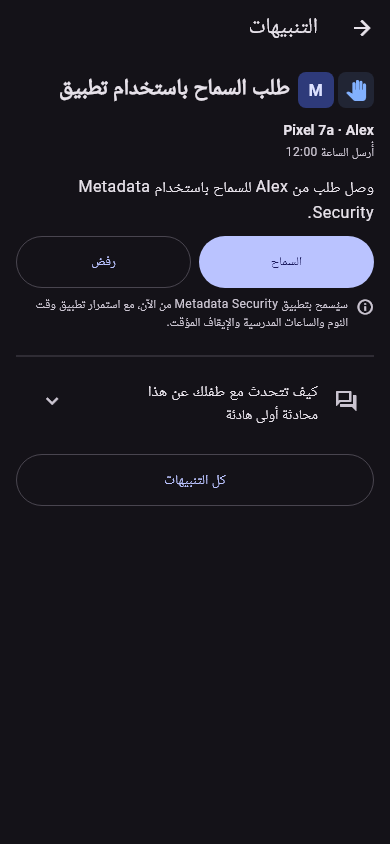 التنبيهات
M
طلب السماح باستخدام تطبيق
Pixel 7a · Alex
أُرسل الساعة 12:00
وصل طلب من Alex للسماح باستخدام Metadata
Security.
السماح
رفض
سيُسمح بتطبيق Metadata Security من الآن، مع استمرار تطبيق وقت
النوم والساعات المدرسية والإيقاف المؤقت.
كيف تتحدث مع طفلك عن هذا
محادثة أولى هادئة
كل التنبيهات